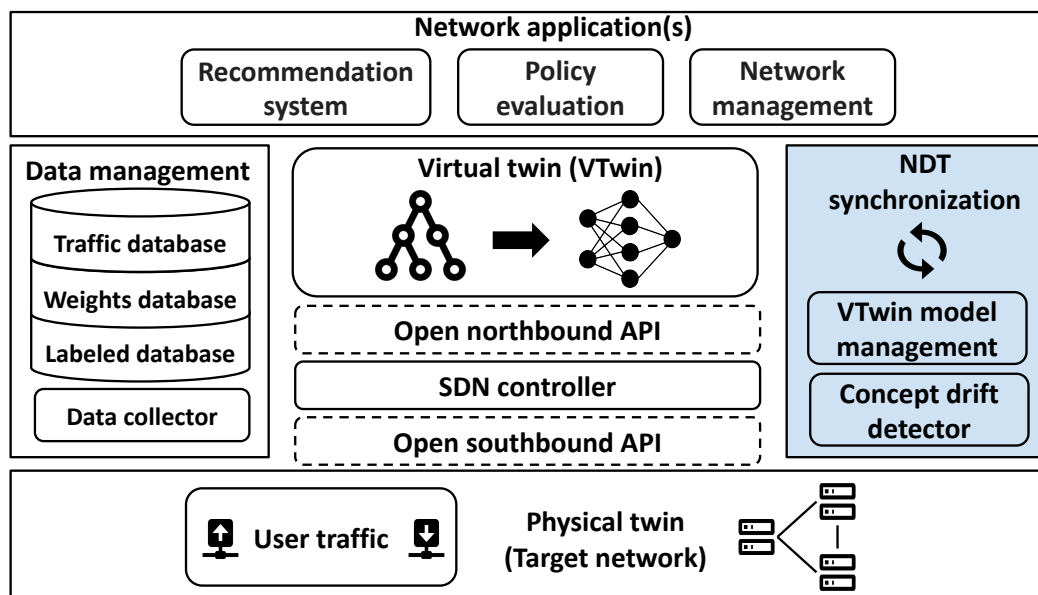 Network application(s)
Recommendation
system
Policy
evaluation
Network
management
Data management
Traffic database
Weights database
Labeled database
Data collector
Virtual twin (VTwin)
Open northbound API
SDN controller
Open southbound API
NDT
synchronization
VTwin model
management
Concept drift
detector
User traffic
Physical twin
(Target network)